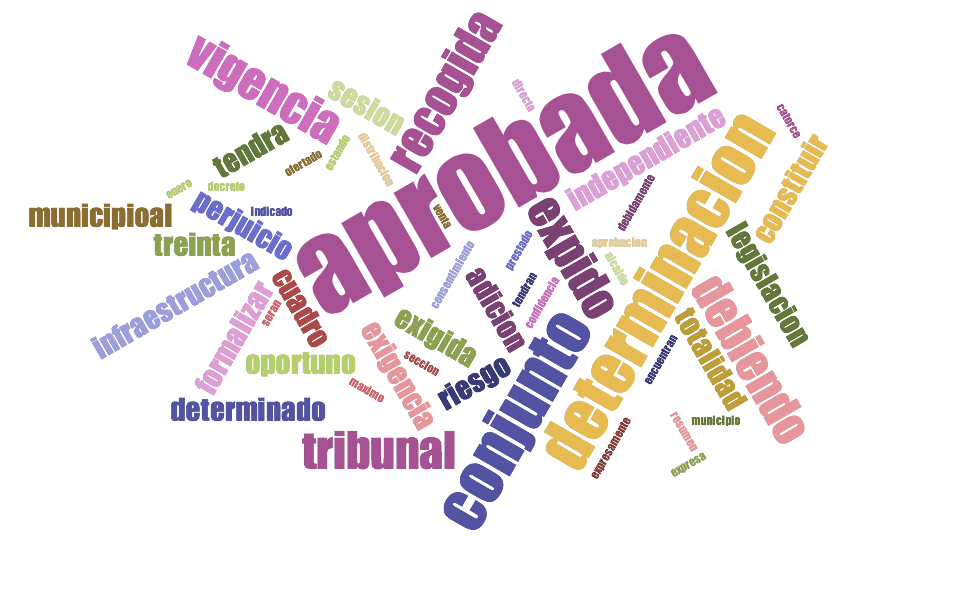 vigencia
recogida
sesion
aprobada
directa
catorce
tendra
ofertado
estando
distribucion
independiente
determinacion
constituir
enero
decreto
municipioal
perjuicio
indicado
venta
expido
debidamente
treinta
infraestructura
consentimiento
prestado
aprobacion
alcalde
legislacion
formalizar
seran
cuadro
adicion
tendran
confidencia
debiendo
exigida
exigencia
oportuno
seccion
riesgo
conjunto
encuentran
totalidad
maximo
determinado
tribunal
expresamente
municipio
resumen
expresa